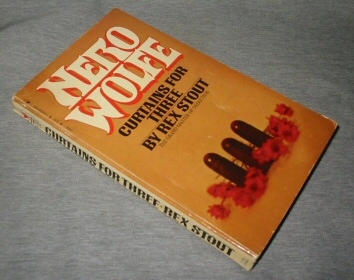 NERO
WOLFE
CURTAINS FOR
THREE
BY REX STOUT
CURTAINS FOR THREE·REX STOUT